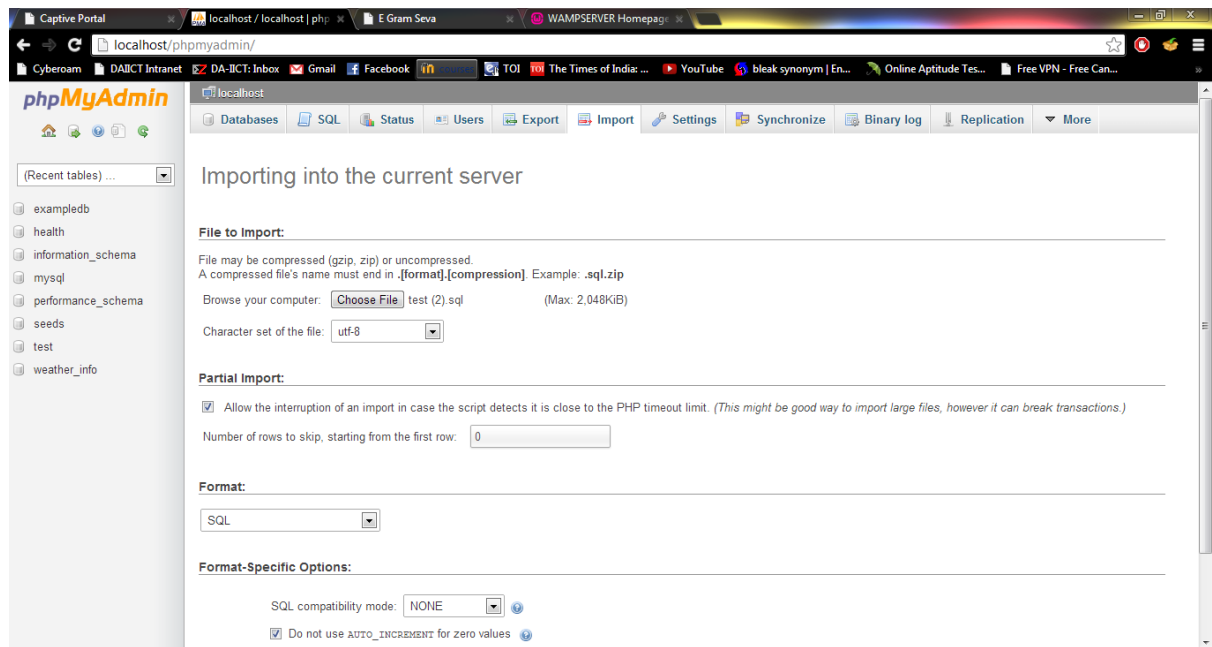 Captive Portal
localhost / localhost | php
E Gram Seva
WAMPSERVER Homepage
localhost/phpmyadmin/
Cyberoam DAIICT Intranet DA-IICT: Inbox Gmail Facebook courses TOI The Times of India: ... YouTube bleak synonym | En... Online Aptitude Tes... Free VPN - Free Can... »
phpMyAdmin
localhost
Databases SQL Status Users Export Import Settings Synchronize Binary log Replication More
(Recent tables) ...
exampledb
health
information_schema
mysql
performance_schema
seeds
test
weather_info
Importing into the current server
File to Import:
File may be compressed (gzip, zip) or uncompressed.
A compressed file's name must end in .[format].[compression]. Example: .sql.zip
Browse your computer: Choose File test (2).sql (Max: 2,048KiB)
Character set of the file: utf-8
Partial Import:
Allow the interruption of an import in case the script detects it is close to the PHP timeout limit. (This might be good way to import large files, however it can break transactions.)
Number of rows to skip, starting from the first row: 0
Format:
SQL
Format-Specific Options:
SQL compatibility mode: NONE
Do not use AUTO_INCREMENT for zero values